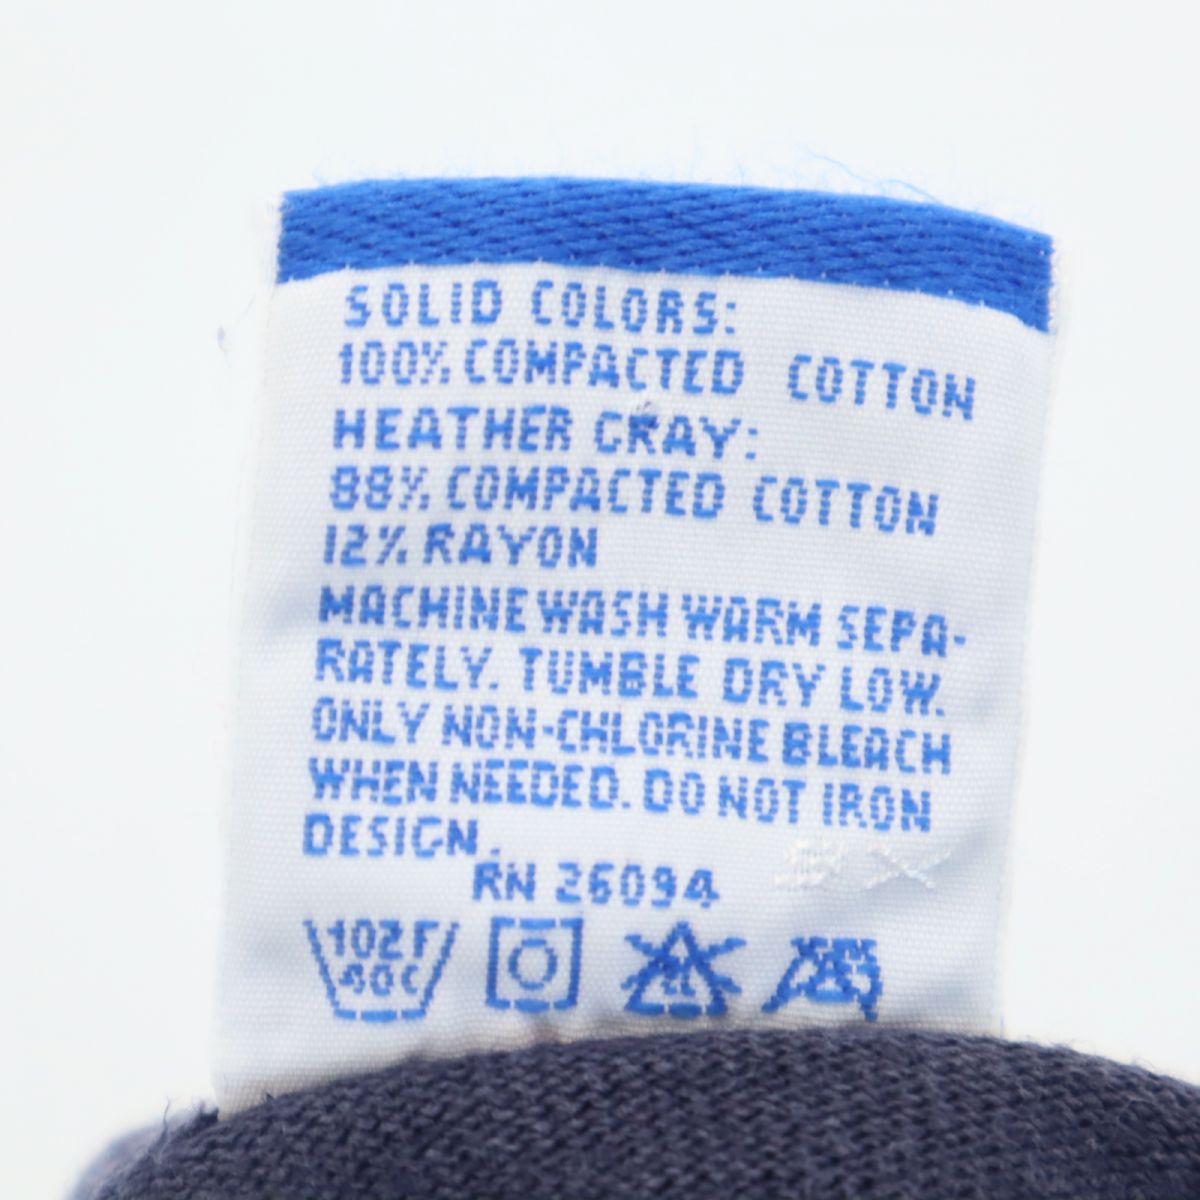 SOLID COLORS:
100% COMPACTED COTTON
HEATHER GRAY:
88% COMPACTED COTTON
12% RAYON
MACHINE WASH WARM SEPA-
RATELY. TUMBLE DRY LOW.
ONLY NON-CHLORINE BLEACH
WHEN NEEDED. DO NOT IRON
DESIGN.
RN 26094
102F
40C